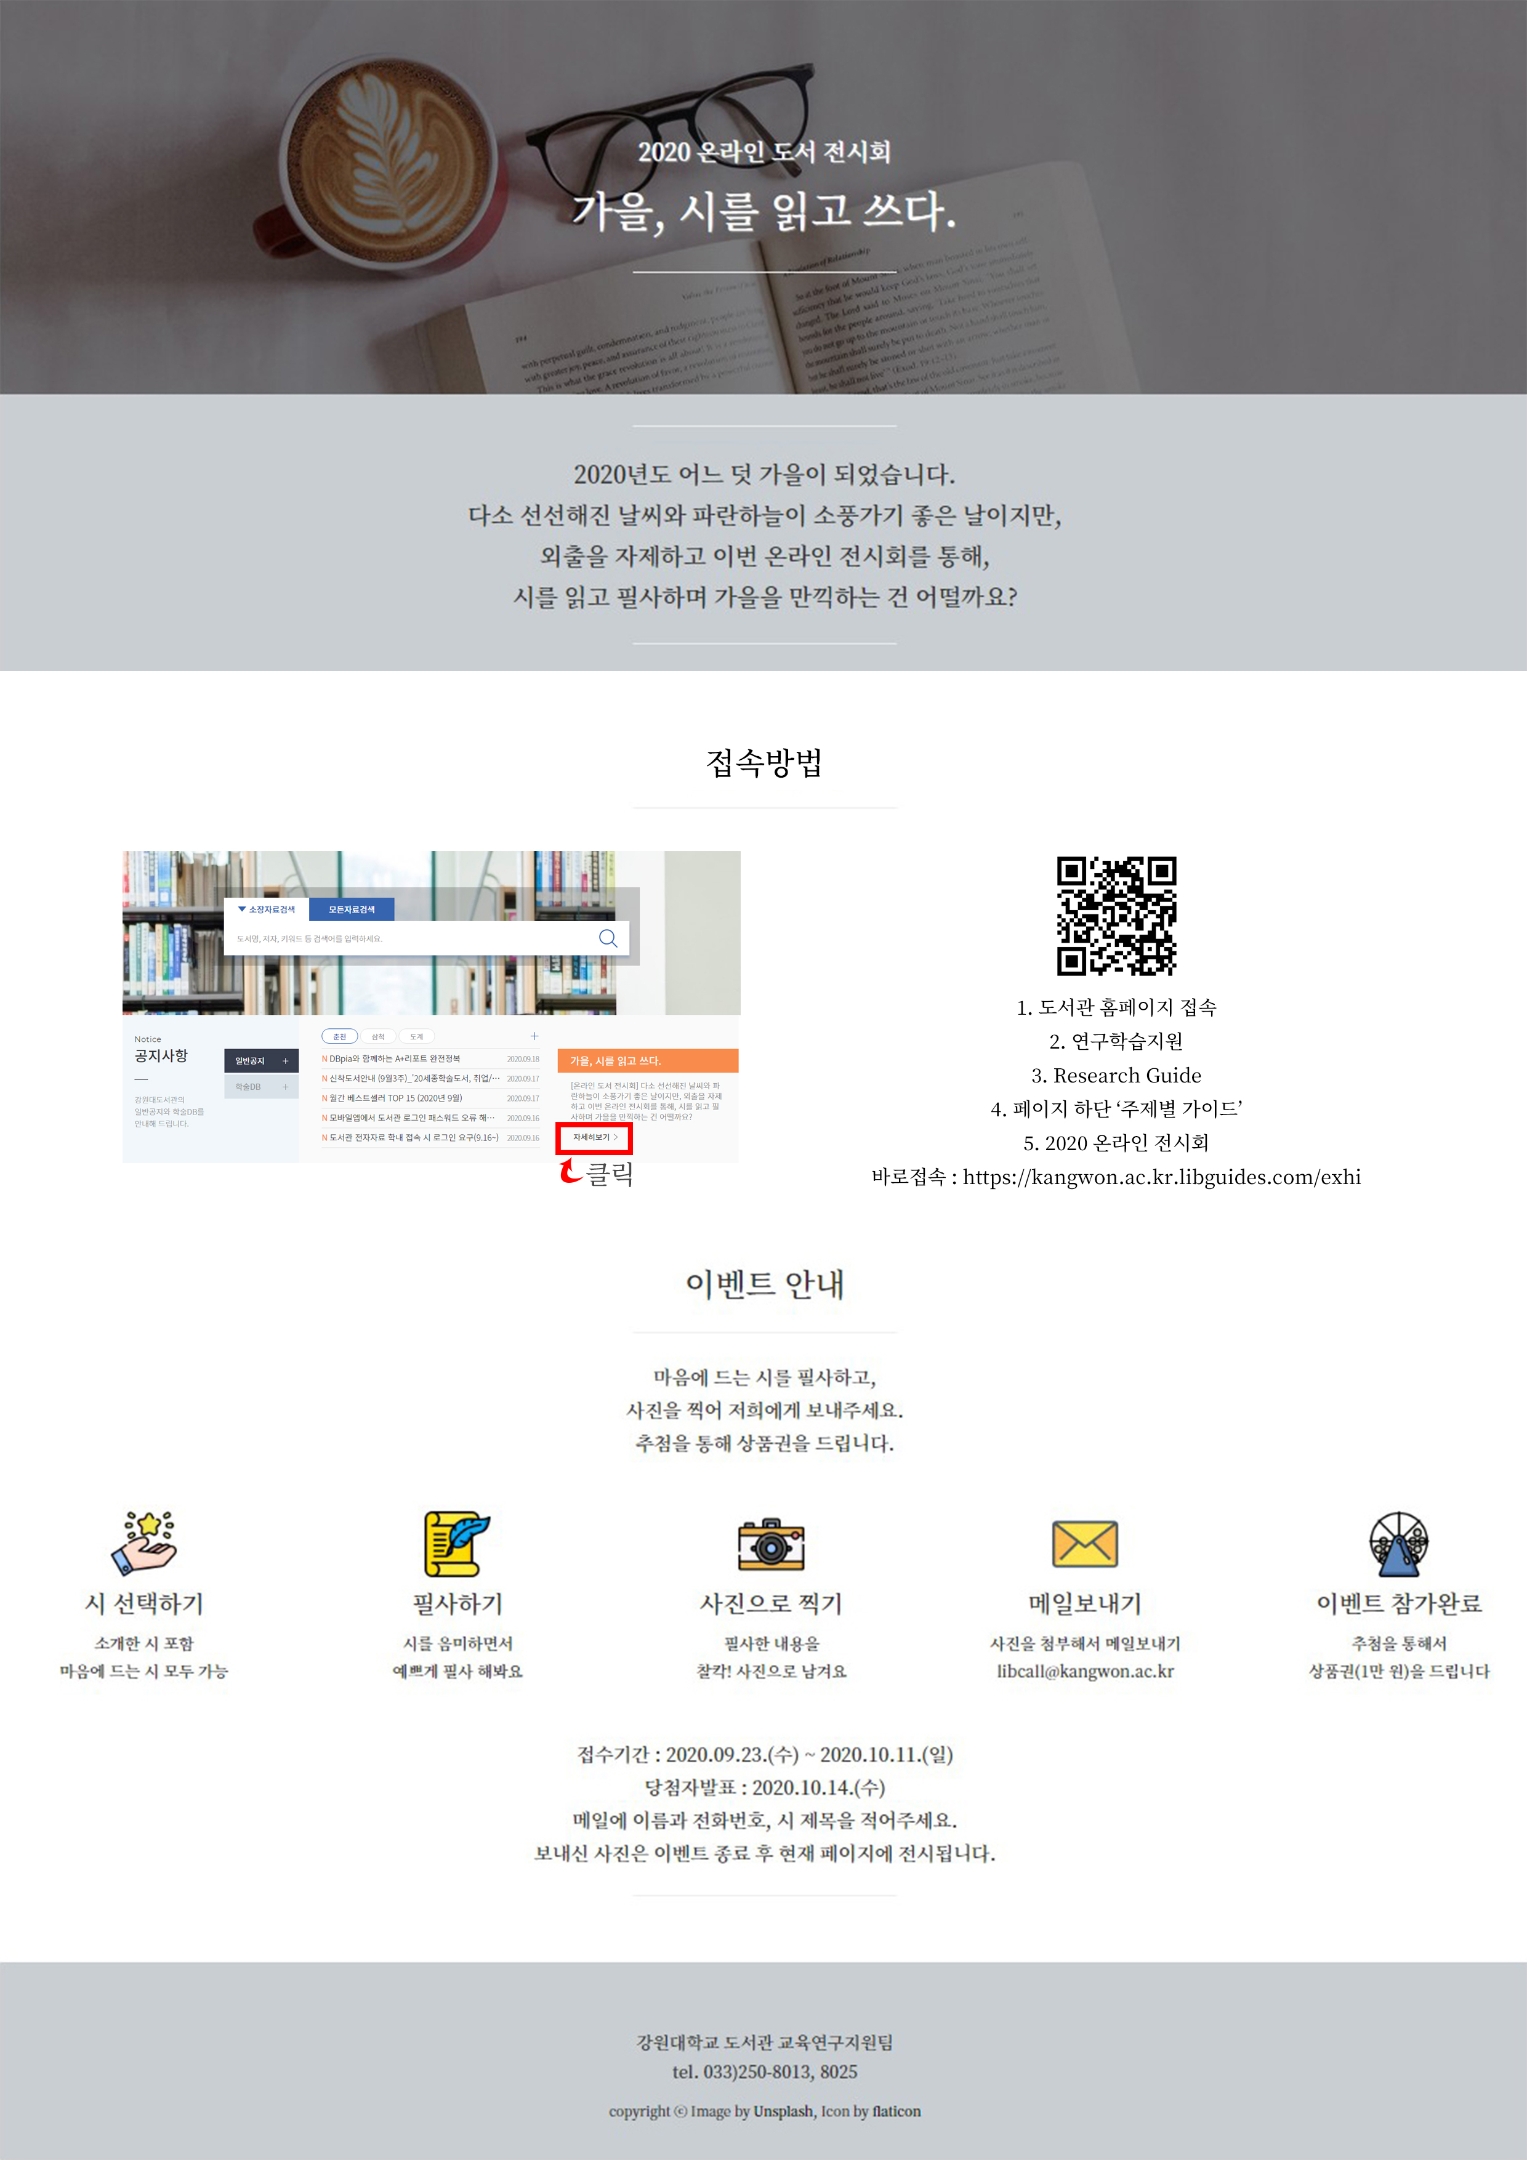 2020 온라인 도서 전시회
가을, 시를 읽고 쓰다.
2020년도 어느 덧 가을이 되었습니다.
다소 선선해진 날씨와 파란하늘이 소풍가기 좋은 날이지만,
외출을 자제하고 이번 온라인 전시회를 통해,
시를 읽고 필사하며 가을을 만끽하는 건 어떨까요?
접속방법
소장자료검색 모든자료검색
도서명, 저자, 키워드 등 검색어를 입력하세요.
Notice
공지사항
강원대도서관의
일반공지와 학술DB를
안내해 드립니다.
일반공지 +
학술DB +
춘천 삼척 도계 +
N DBpia와 함께하는 A+리포트 완전정복 2020.09.18
N 신착도서안내 (9월3주)_'20세종학술도서, 취업/… 2020.09.17
N 월간 베스트셀러 TOP 15 (2020년 9월) 2020.09.17
N 모바일앱에서 도서관 로그인 패스워드 오류 해… 2020.09.16
N 도서관 전자자료 학내 접속 시 로그인 요구(9.16~) 2020.09.16
가을, 시를 읽고 쓰다.
[온라인 도서 전시회] 다소 선선해진 날씨와 파
란하늘이 소풍가기 좋은 날이지만, 외출을 자제
하고 이번 온라인 전시회를 통해, 시를 읽고 필
사하며 가을을 만끽하는 건 어떨까요?
자세히보기 >
클릭
1. 도서관 홈페이지 접속
2. 연구학습지원
3. Research Guide
4. 페이지 하단 ‘주제별 가이드’
5. 2020 온라인 전시회
바로접속 : https://kangwon.ac.kr.libguides.com/exhi
이벤트 안내
마음에 드는 시를 필사하고,
사진을 찍어 저희에게 보내주세요.
추첨을 통해 상품권을 드립니다.
시 선택하기
소개한 시 포함
마음에 드는 시 모두 가능
필사하기
시를 음미하면서
예쁘게 필사 해봐요
사진으로 찍기
필사한 내용을
찰칵! 사진으로 남겨요
메일보내기
사진을 첨부해서 메일보내기
libcall@kangwon.ac.kr
이벤트 참가완료
추첨을 통해서
상품권(1만 원)을 드립니다
접수기간 : 2020.09.23.(수) ~ 2020.10.11.(일)
당첨자발표 : 2020.10.14.(수)
메일에 이름과 전화번호, 시 제목을 적어주세요.
보내신 사진은 이벤트 종료 후 현재 페이지에 전시됩니다.
강원대학교 도서관 교육연구지원팀
tel. 033)250-8013, 8025
copyright ⓒ Image by Unsplash, Icon by flaticon